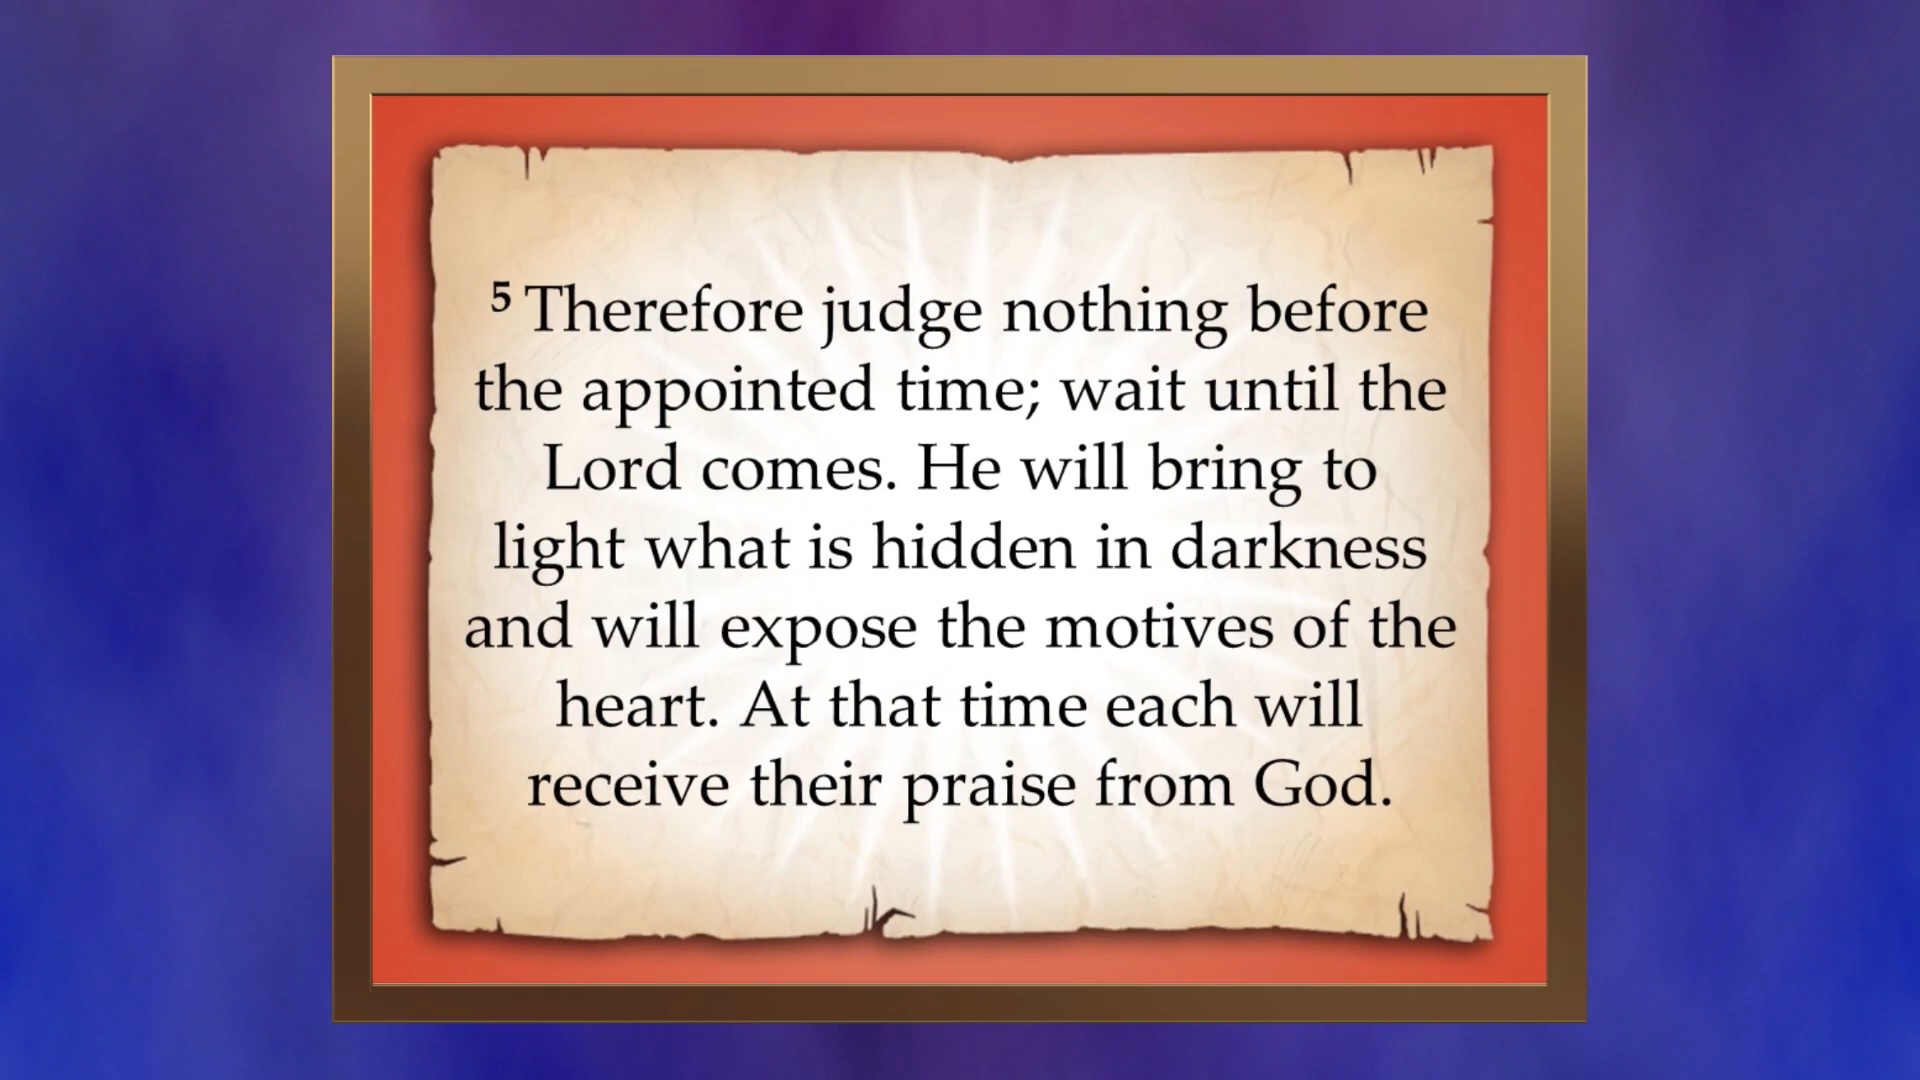 5 Therefore judge nothing before
the appointed time; wait until the
Lord comes. He will bring to
light what is hidden in darkness
and will expose the motives of the
heart. At that time each will
receive their praise from God.